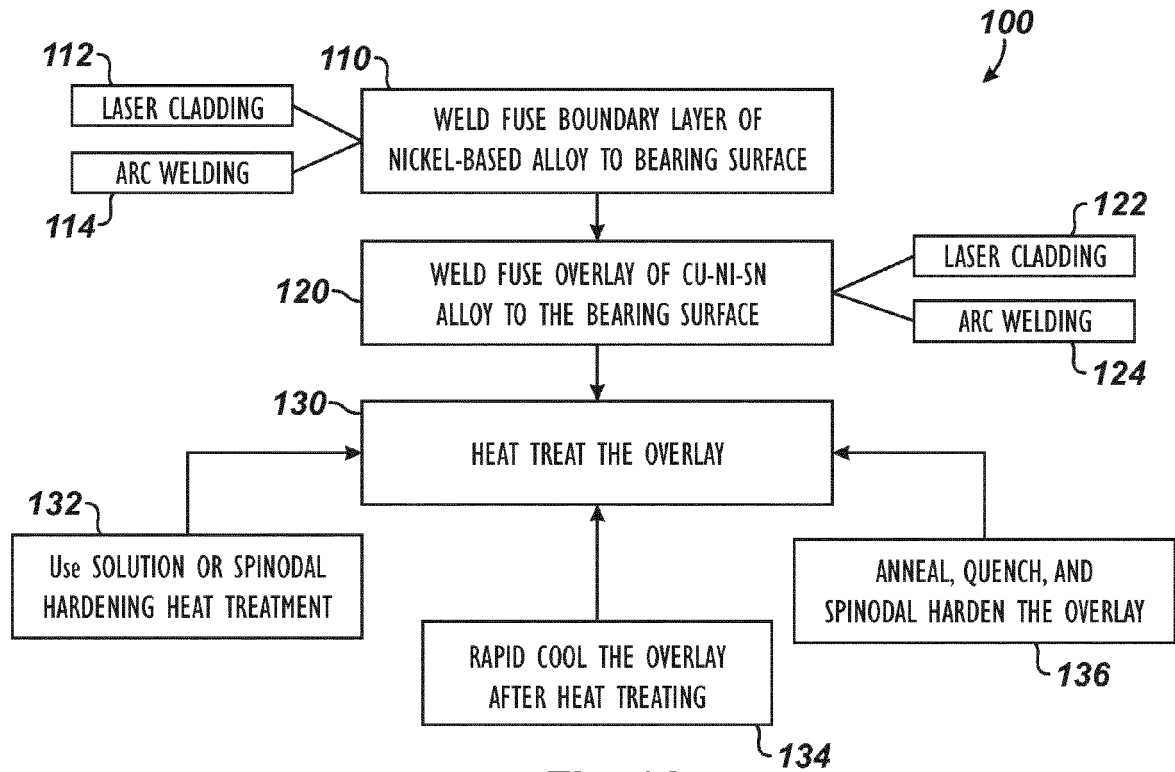 100
112
110
LASER CLADDING
WELD FUSE BOUNDARY LAYER OF
NICKEL-BASED ALLOY TO BEARING SURFACE
ARC WELDING
114
122
120
WELD FUSE OVERLAY OF CU-NI-SN
ALLOY TO THE BEARING SURFACE
LASER CLADDING
ARC WELDING
124
130
HEAT TREAT THE OVERLAY
132
Use SOLUTION OR SPINODAL
HARDENING HEAT TREATMENT
ANNEAL, QUENCH, AND
SPINODAL HARDEN THE OVERLAY
136
RAPID COOL THE OVERLAY
AFTER HEAT TREATING
134